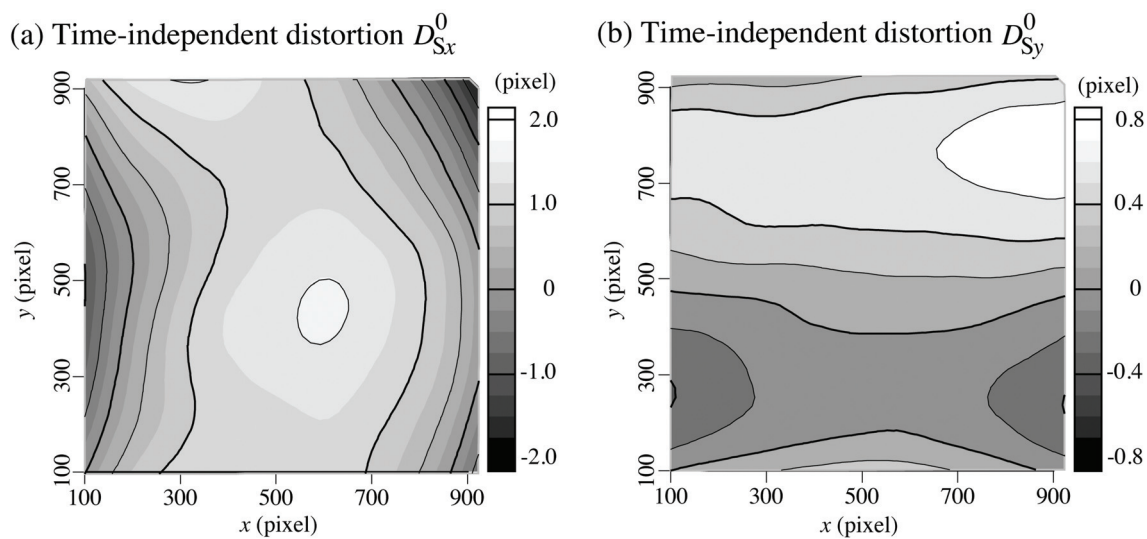 (a) Time-independent distortion D⁰Sx
(pixel)
2.0
1.0
0
-1.0
-2.0
900
700
500
300
100
y (pixel)
100 300 500 700 900
x (pixel)
(b) Time-independent distortion D⁰Sy
(pixel)
0.8
0.4
0
-0.4
-0.8
900
700
500
300
100
y (pixel)
100 300 500 700 900
x (pixel)